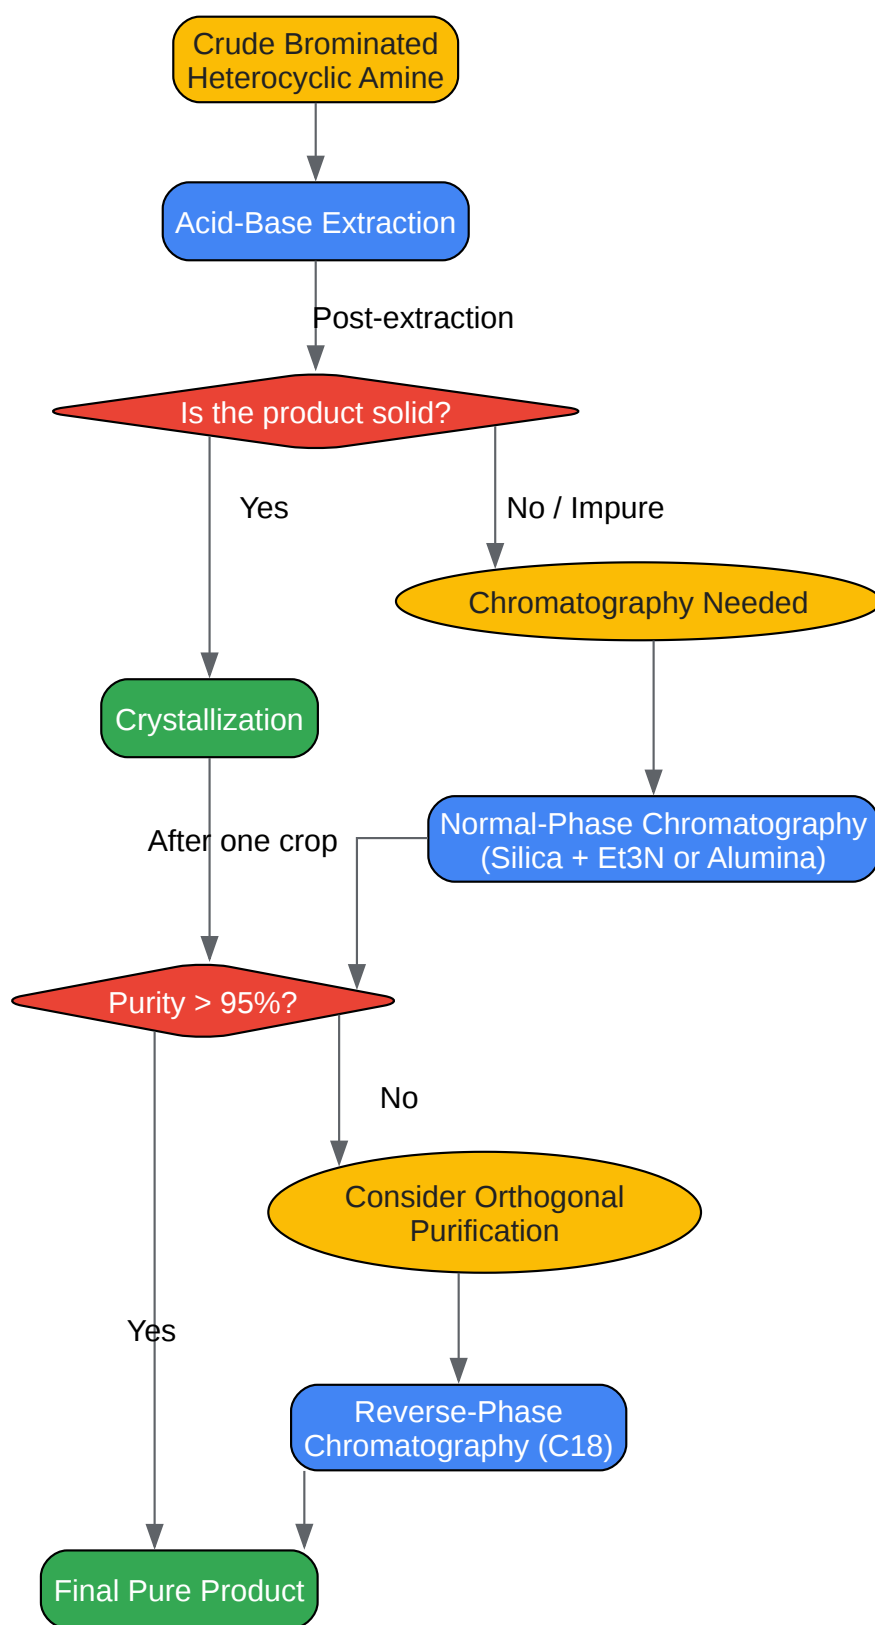 Crude Brominated
Heterocyclic Amine
Acid-Base Extraction
Post-extraction
Is the product solid?
Yes
No / Impure
Chromatography Needed
Crystallization
Normal-Phase Chromatography
(Silica + Et3N or Alumina)
After one crop
Purity > 95%?
No
Consider Orthogonal
Purification
Yes
Reverse-Phase
Chromatography (C18)
Final Pure Product